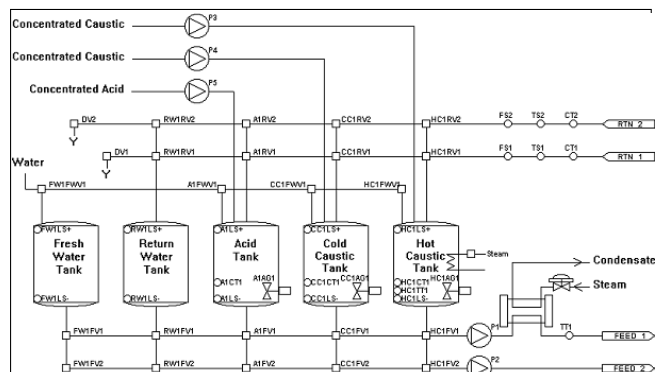 Concentrated Caustic P3
Concentrated Caustic P4
Concentrated Acid P5
DV2 RW1RV2 A1RV2 CC1RV2 HC1RV2 FS2 TS2 CT2 RTN 2
DV1 RW1RV1 A1RV1 CC1RV1 HC1RV1 FS1 TS1 CT1 RTN 1
Water
FW1FWV1 A1FWV1 CC1FWV1 HC1FWV1
FW1LS+ RW1LS+ A1LS+ CC1LS+ HC1LS+
Fresh Water Tank
Return Water Tank
Acid Tank
Cold Caustic Tank
Hot Caustic Tank
Steam
Condensate
Steam
A1CT1 A1AG1 CC1CT1 CC1AG1 HC1CT1 HC1AG1
HC1TT1
FW1LS- RW1LS- A1LS- CC1LS- HC1LS-
FW1FV1 RW1FV1 A1FV1 CC1FV1 HC1FV1 P1 TT1 FEED 1
FW1FV2 RW1FV2 A1FV2 CC1FV2 HC1FV2 P2 FEED 2